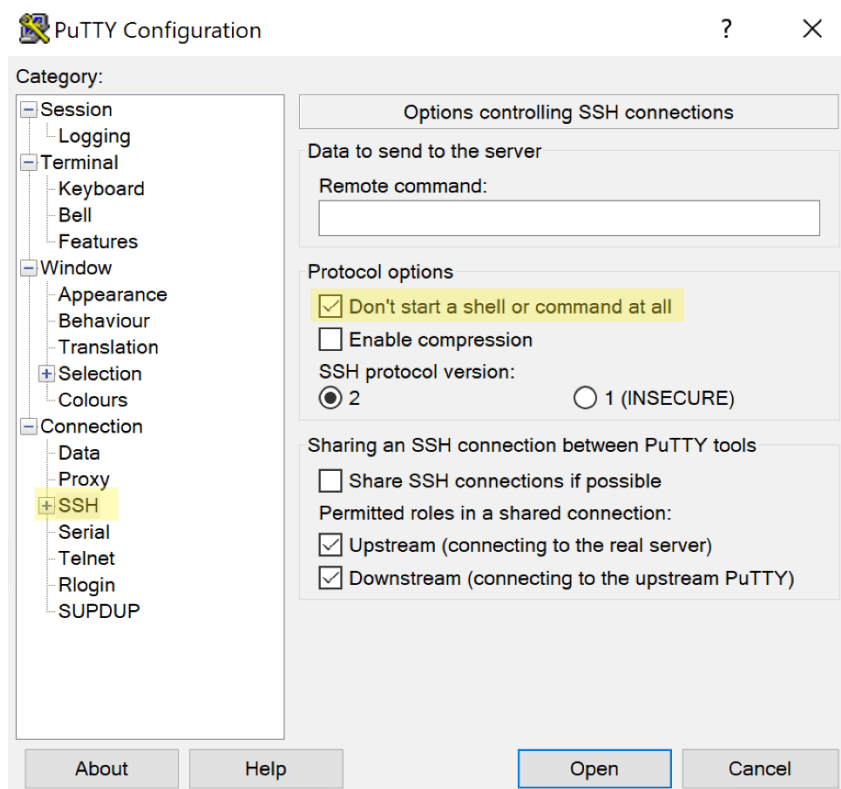 PuTTY Configuration ? ×
Category:
Session
Logging
Terminal
Keyboard
Bell
Features
Window
Appearance
Behaviour
Translation
Selection
Colours
Connection
Data
Proxy
SSH
Serial
Telnet
Rlogin
SUPDUP
Options controlling SSH connections
Data to send to the server
Remote command:
Protocol options
Don't start a shell or command at all
Enable compression
SSH protocol version:
2 1 (INSECURE)
Sharing an SSH connection between PuTTY tools
Share SSH connections if possible
Permitted roles in a shared connection:
Upstream (connecting to the real server)
Downstream (connecting to the upstream PuTTY)
About Help Open Cancel